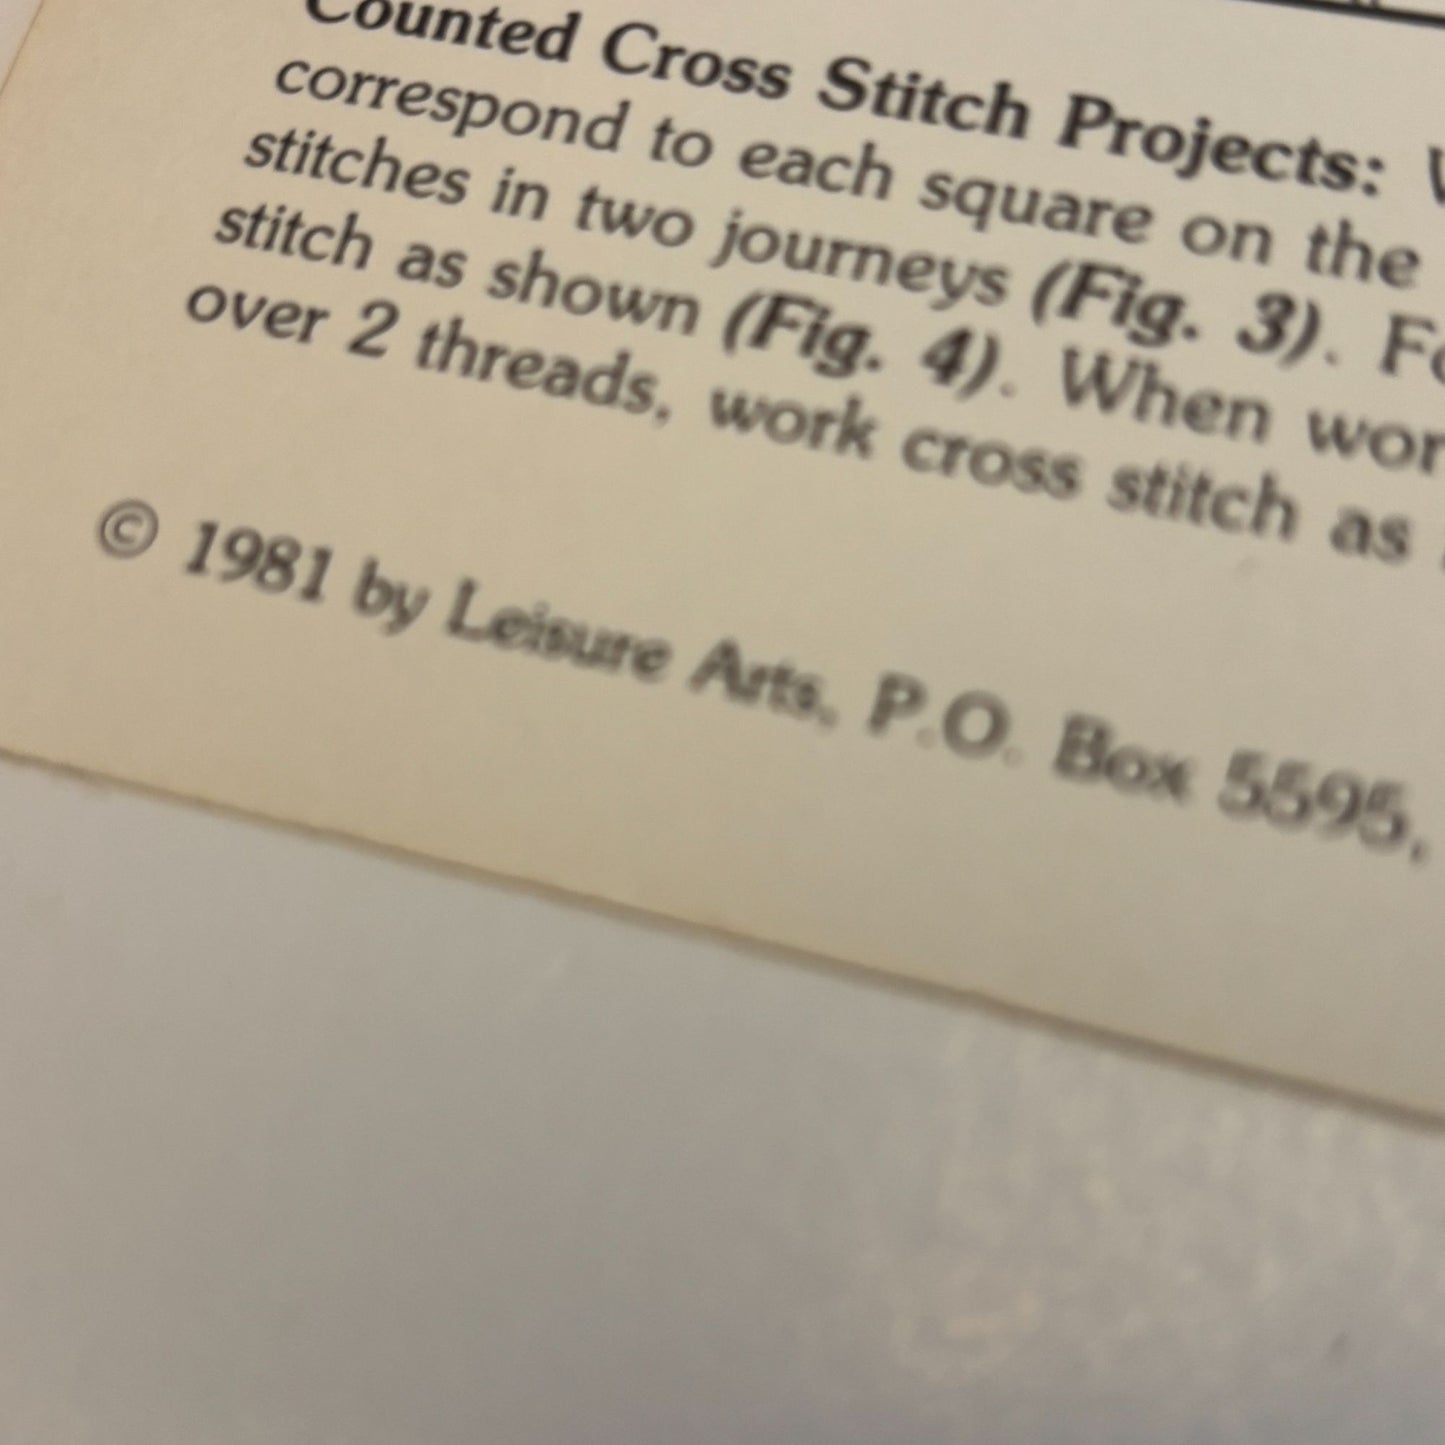 Counted Cross Stitch Projects:
correspond to each square on the
stitches in two journeys (Fig. 3).
stitch as shown (Fig. 4). When
over 2 threads, work cross stitch as
© 1981 by Leisure Arts, P.O. Box 5595,